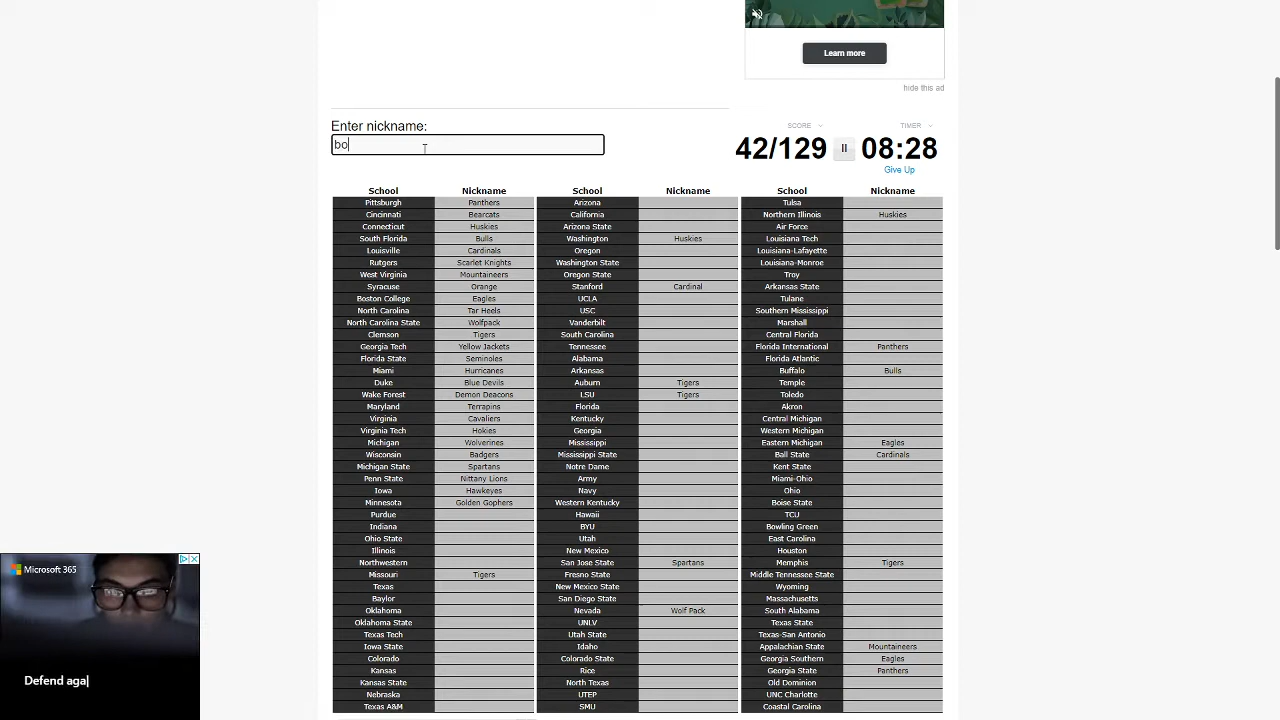 Learn more
hide this ad
Enter nickname:
bo
SCORE
42/129
TIMER
08:28
Give Up
School Nickname School Nickname School Nickname
Pittsburgh Panthers Arizona Tulsa
Cincinnati Bearcats California Northern Illinois Huskies
Connecticut Huskies Arizona State Air Force
South Florida Bulls Washington Huskies Louisiana Tech
Louisville Cardinals Oregon Louisiana-Lafayette
Rutgers Scarlet Knights Washington State Louisiana-Monroe
West Virginia Mountaineers Oregon State Troy
Syracuse Orange Stanford Cardinal Arkansas State
Boston College Eagles UCLA Tulane
North Carolina Tar Heels USC Southern Mississippi
North Carolina State Wolfpack Vanderbilt Marshall
Clemson Tigers South Carolina Central Florida
Georgia Tech Yellow Jackets Tennessee Florida International Panthers
Florida State Seminoles Alabama Florida Atlantic
Miami Hurricanes Arkansas Buffalo Bulls
Duke Blue Devils Auburn Tigers Temple
Wake Forest Demon Deacons LSU Tigers Toledo
Maryland Terrapins Florida Akron
Virginia Cavaliers Kentucky Central Michigan
Virginia Tech Hokies Georgia Western Michigan
Michigan Wolverines Mississippi Eastern Michigan Eagles
Wisconsin Badgers Mississippi State Ball State Cardinals
Michigan State Spartans Notre Dame Kent State
Penn State Nittany Lions Army Miami-Ohio
Iowa Hawkeyes Navy Ohio
Minnesota Golden Gophers Western Kentucky Boise State
Purdue Hawaii TCU
Indiana BYU Bowling Green
Ohio State Utah East Carolina
Illinois New Mexico Houston
Northwestern San Jose State Spartans Memphis Tigers
Missouri Tigers Fresno State Middle Tennessee State
Texas New Mexico State Wyoming
Baylor San Diego State Massachusetts
Oklahoma Nevada Wolf Pack South Alabama
Oklahoma State UNLV Texas State
Texas Tech Utah State Texas-San Antonio
Iowa State Idaho Appalachian State Mountaineers
Colorado Colorado State Georgia Southern Eagles
Kansas Rice Georgia State Panthers
Kansas State North Texas Old Dominion
Nebraska UTEP UNC Charlotte
Texas A&M SMU Coastal Carolina
Microsoft 365
Defend aga